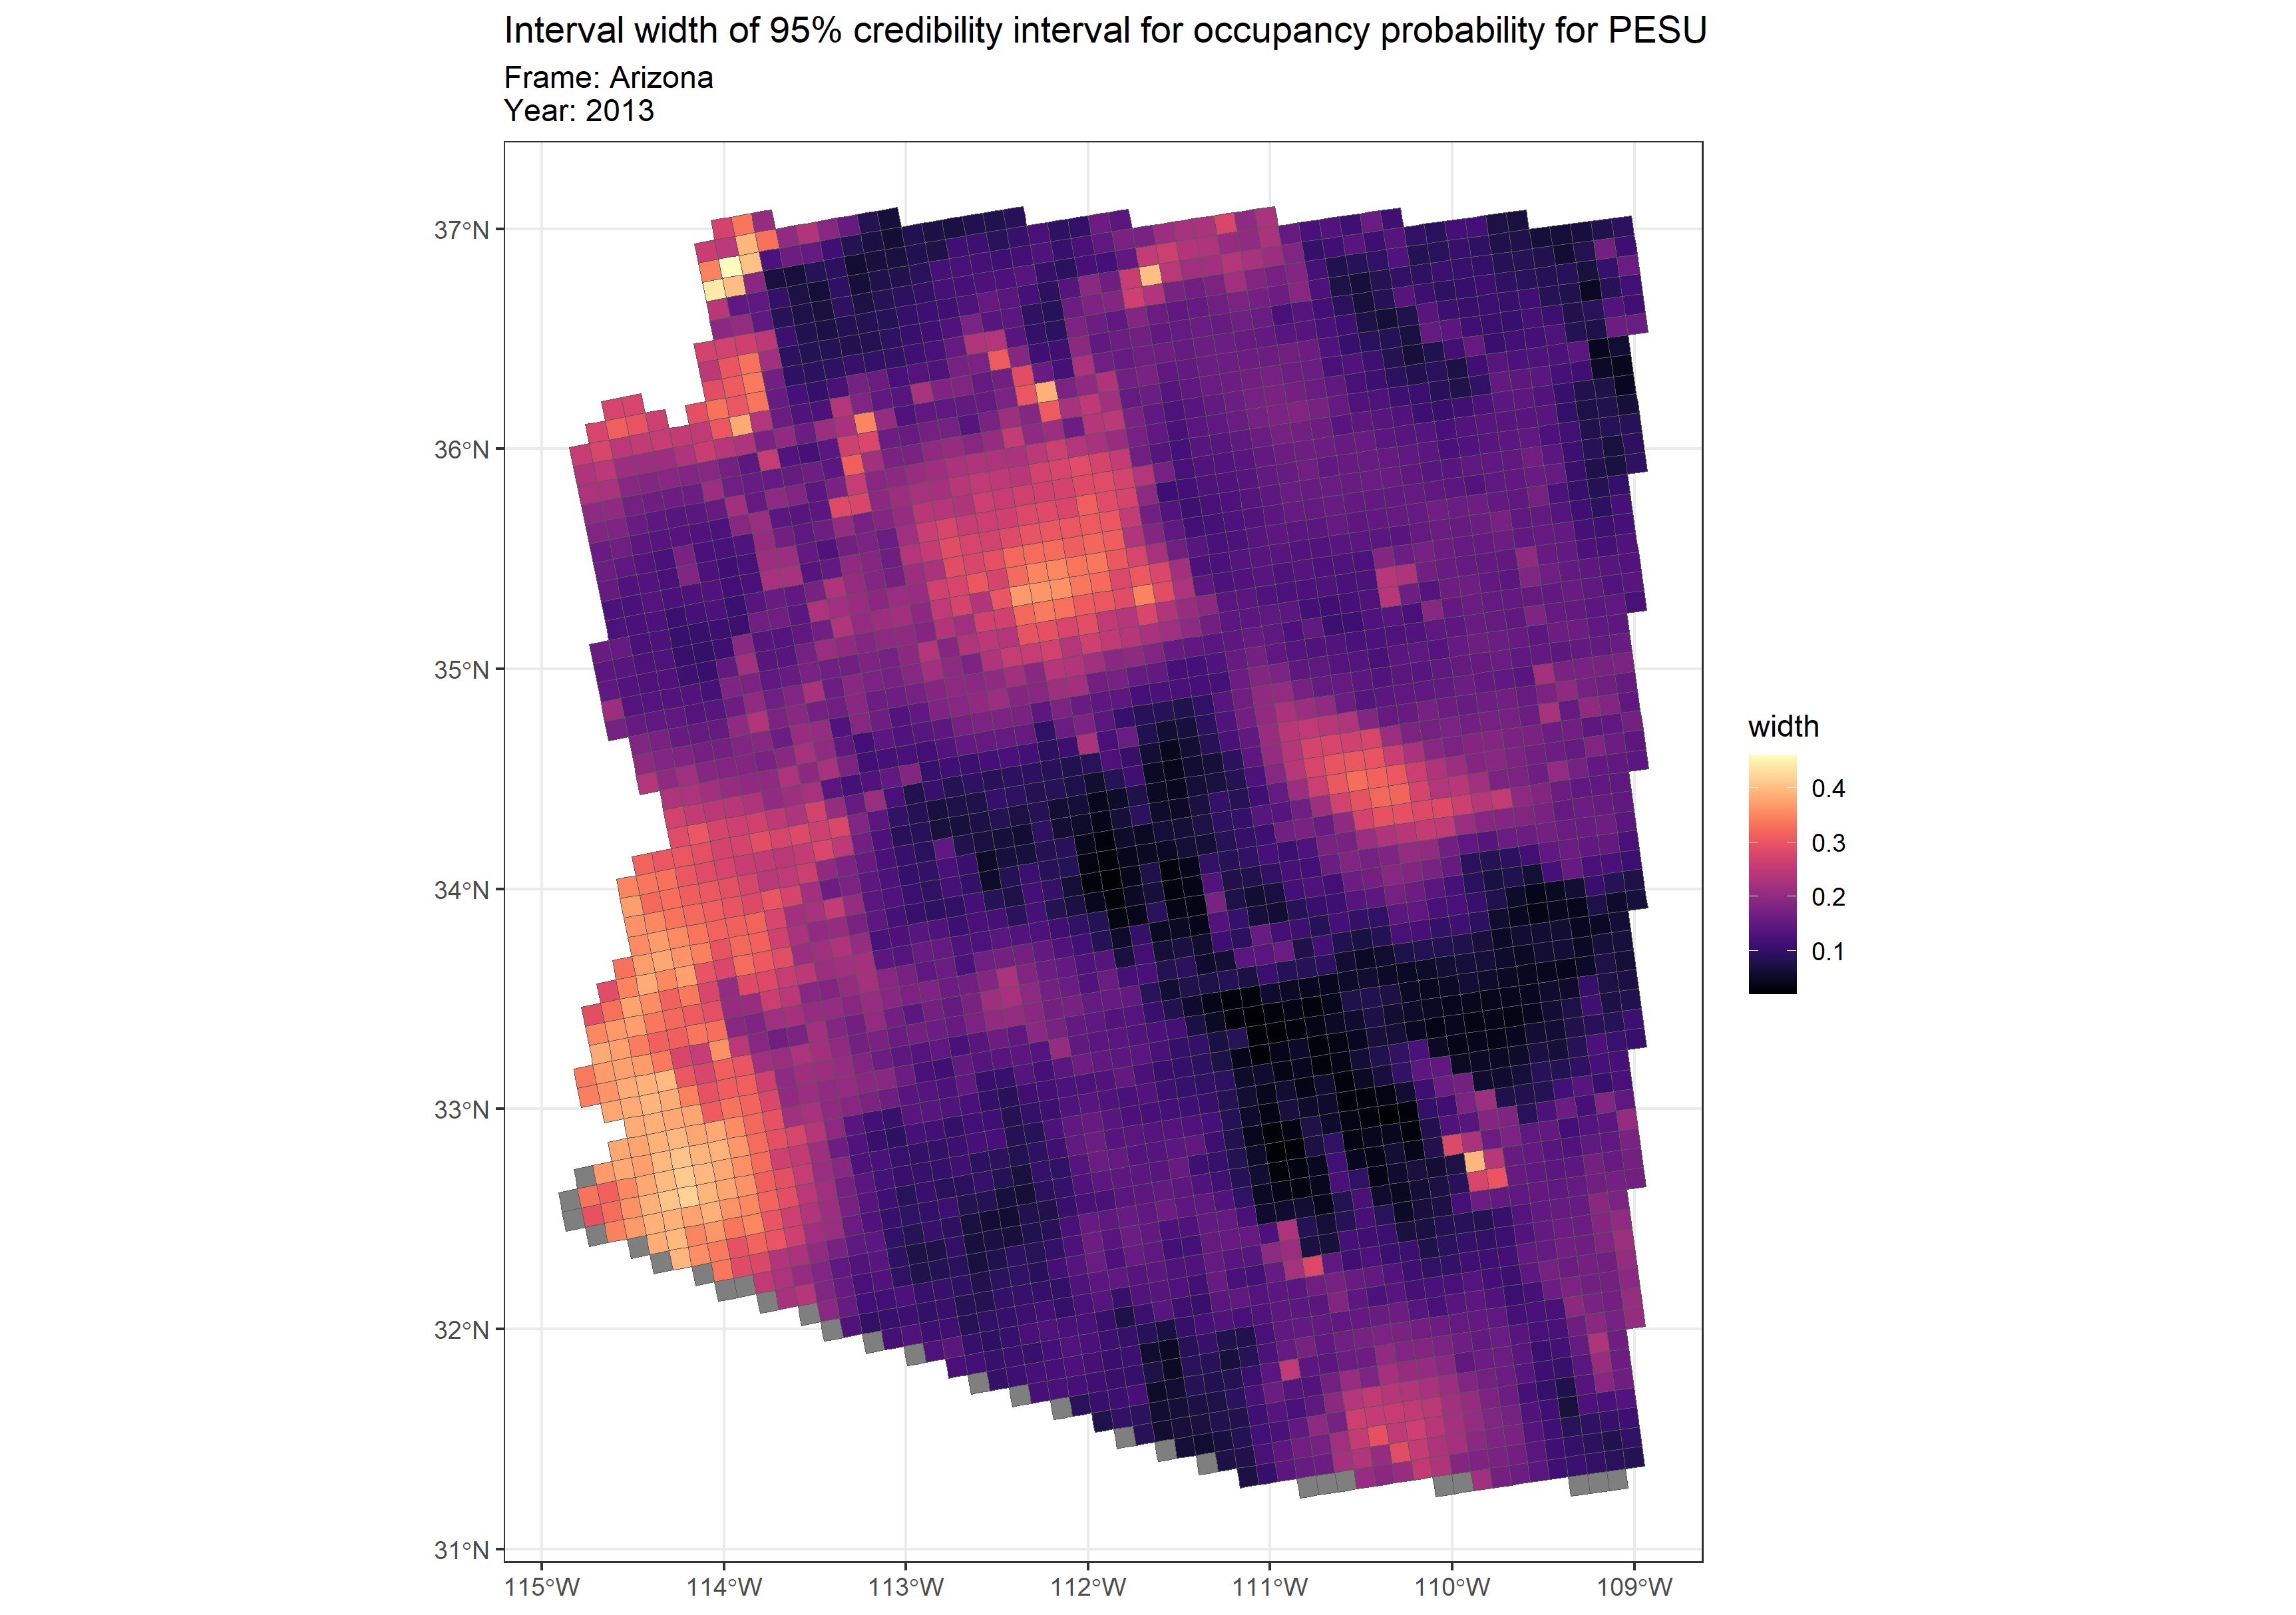 Interval width of 95% credibility interval for occupancy probability for PESU
Frame: Arizona
Year: 2013
37°N
36°N
35°N
34°N
33°N
32°N
31°N
115°W
114°W
113°W
112°W
111°W
110°W
109°W
width
0.4
0.3
0.2
0.1